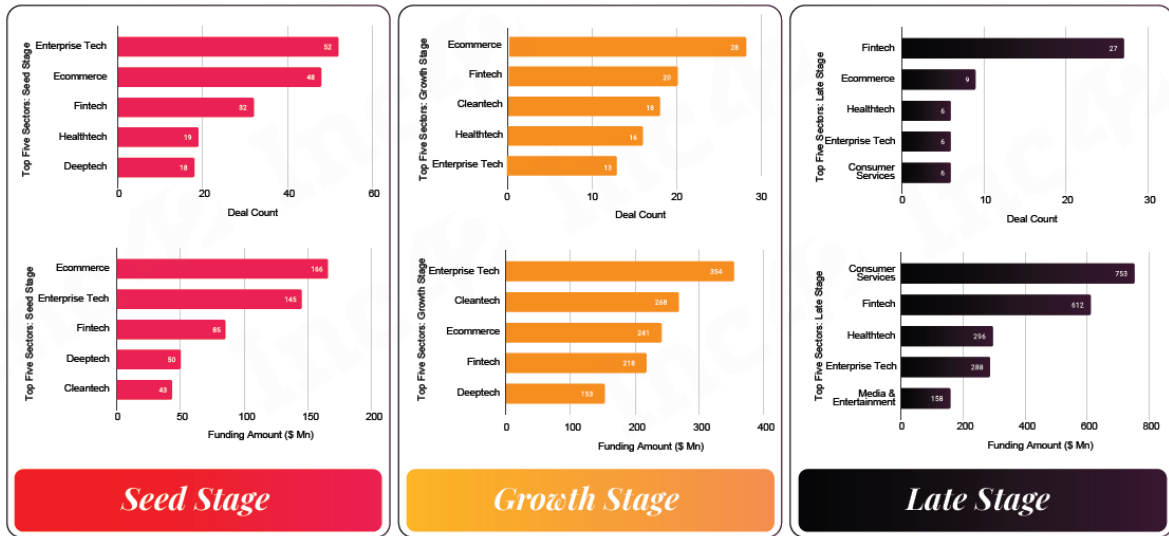 Top Five Sectors: Seed Stage
Enterprise Tech
52
Ecommerce
48
Fintech
32
Healthtech
19
Deeptech
18
0
20
40
60
Deal Count
Top Five Sectors: Seed Stage
Ecommerce
166
Enterprise Tech
145
Fintech
85
Deeptech
50
Cleantech
43
0
50
100
150
200
Funding Amount ($ Mn)
Seed Stage
Top Five Sectors: Growth Stage
Ecommerce
28
Fintech
20
Cleantech
18
Healthtech
16
Enterprise Tech
13
0
10
20
30
Deal Count
Top Five Sectors: Growth Stage
Enterprise Tech
354
Cleantech
268
Ecommerce
241
Fintech
218
Deeptech
153
0
100
200
300
400
Funding Amount ($ Mn)
Growth Stage
Top Five Sectors: Late Stage
Fintech
27
Ecommerce
9
Healthtech
6
Enterprise Tech
6
Consumer
Services
6
0
10
20
30
Deal Count
Top Five Sectors: Late Stage
Consumer
Services
753
Fintech
612
Healthtech
296
Enterprise Tech
288
Media &
Entertainment
158
0
200
400
600
800
Funding Amount ($ Mn)
Late Stage